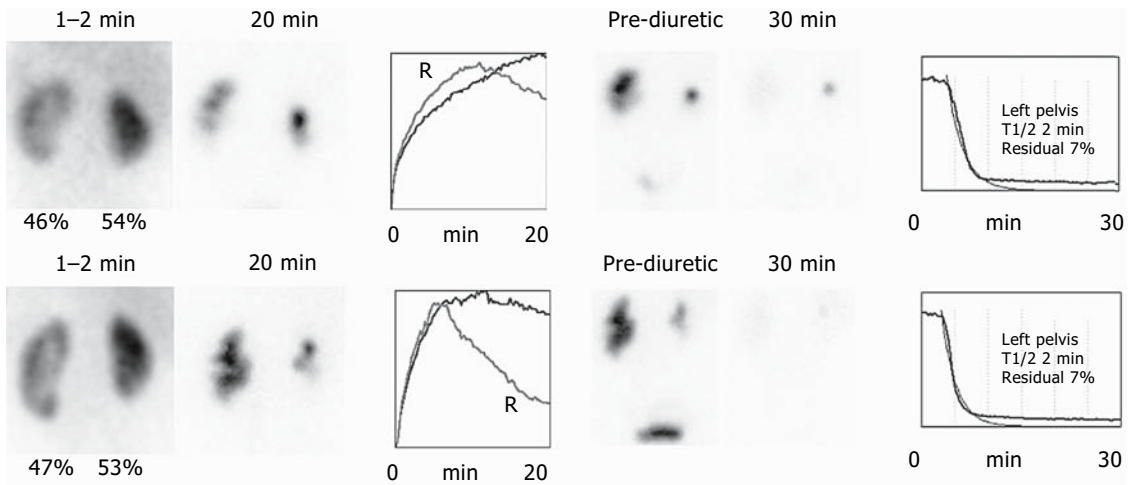 1–2 min 20 min Pre-diuretic 30 min
R
Left pelvis
T1/2 2 min
Residual 7%
46% 54% 0 min 20 0 min 30
1–2 min 20 min Pre-diuretic 30 min
Left pelvis
T1/2 2 min
Residual 7%
R
47% 53% 0 min 20 0 min 30